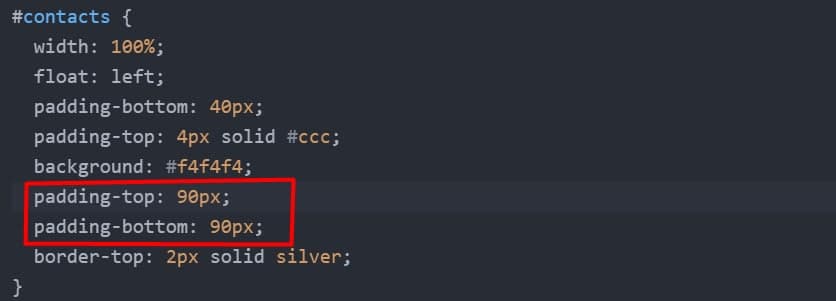 #contacts {
  width: 100%;
  float: left;
  padding-bottom: 40px;
  padding-top: 4px solid #ccc;
  background: #f4f4f4;
  padding-top: 90px;
  padding-bottom: 90px;
  border-top: 2px solid silver;
}